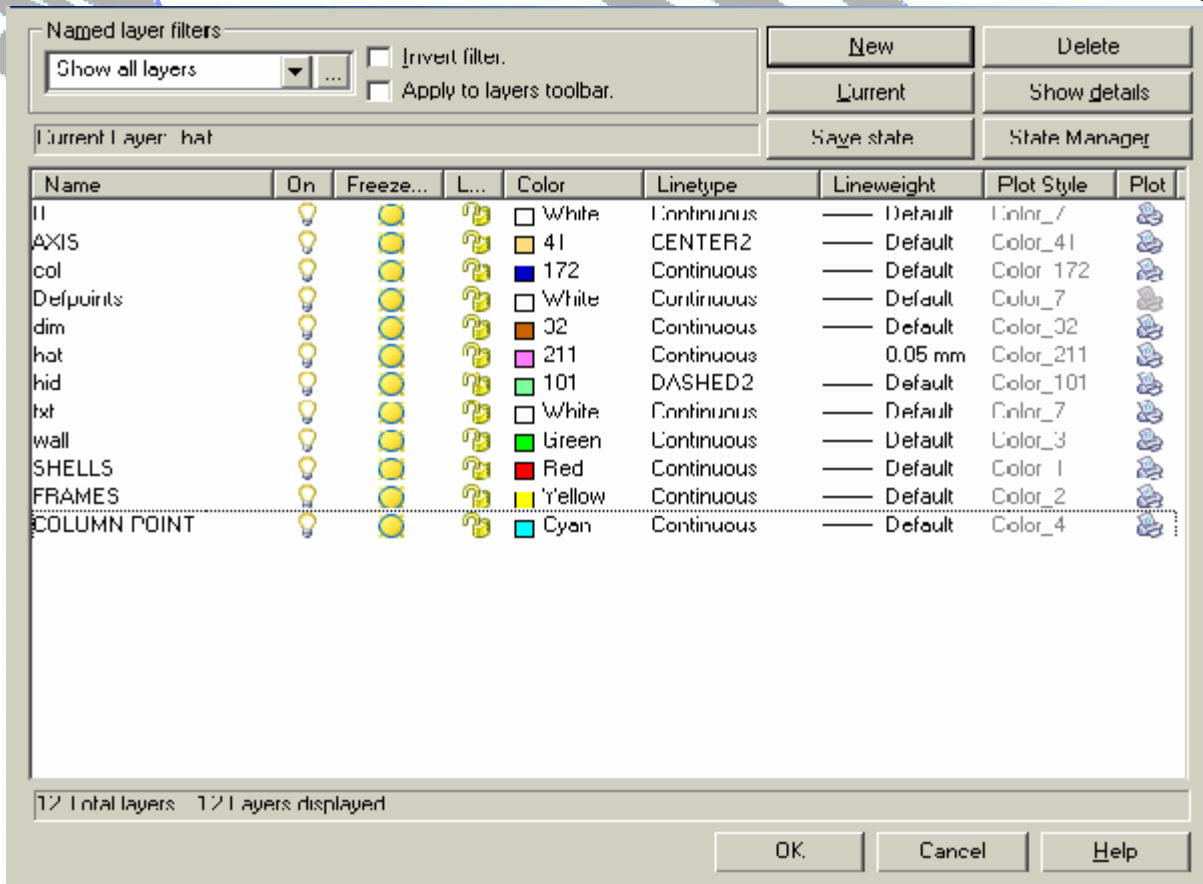 Named layer filters
Show all layers
...
Invert filter.
Apply to layers toolbar.
New
Delete
Current
Show details
Current Layer: hat
Save state
State Manager
Name On Freeze... L... Color Linetype Lineweight Plot Style Plot
0 White Continuous Default Color_7
AXIS 41 CENTER2 Default Color_41
col 172 Continuous Default Color_172
Defpoints White Continuous Default Color_7
dim 32 Continuous Default Color_32
hat 211 Continuous 0.05 mm Color_211
hid 101 DASHED2 Default Color_101
txt White Continuous Default Color_7
wall Green Continuous Default Color_3
SHELLS Red Continuous Default Color_1
FRAMES Yellow Continuous Default Color_2
COLUMN POINT Cyan Continuous Default Color_4
12 Total layers 12 Layers displayed
OK
Cancel
Help